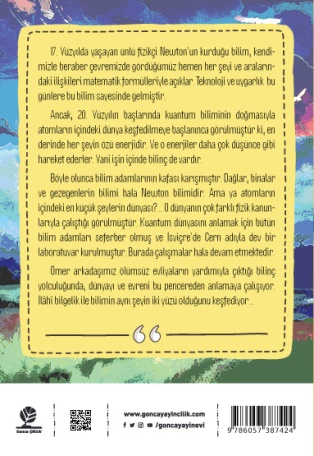 17. Yüzyılda yaşayan ünlü fizikçi Newton'un kurduğu bilim, kendi-
mizle beraber çevremizde gördüğümüz hemen her şeyi ve araların-
daki ilişkileri matematik formülleriyle açıklar. Teknoloji ve uygarlık bu
günlere bu bilim sayesinde gelmiştir.
Ancak, 20. Yüzyılın başlarında kuantum biliminin doğmasıyla
atomların içindeki dünya keşfedilmeye başlanınca görülmüştür ki, en
derinde her şeyin özü enerjidir. Ve o enerjiler daha çok düşünce gibi
hareket ederler. Yani işin içinde bilinç de vardır.
Böyle olunca bilim adamlarının kafası karışmıştır. Dağlar, binalar
ve gezegenlerin bilimi hala Newton bilimidir. Ama ya atomların
içindeki en küçük şeylerin dünyası?... O dünyanın çok farklı fizik kanun-
larıyla çalıştığı görülmüştür. Kuantum dünyasını anlamak için bütün
bilim adamları seferber olmuş ve İsviçre'de Cern adıyla dev bir
laboratuvar kurulmuştur. Burada çalışmalar hala devam etmektedir.
Ömer arkadaşımız ölümsüz evliyaların yardımıyla çıktığı bilinç
yolculuğunda, dünyayı ve evreni bu pencereden anlamaya çalışıyor.
İlâhî bilgelik ile bilimin aynı şeyin iki yüzü olduğunu keşfediyor...
Gonca ÇOCUK
www.goncayayincilik.com
/goncayayinevi
9 786057 387424